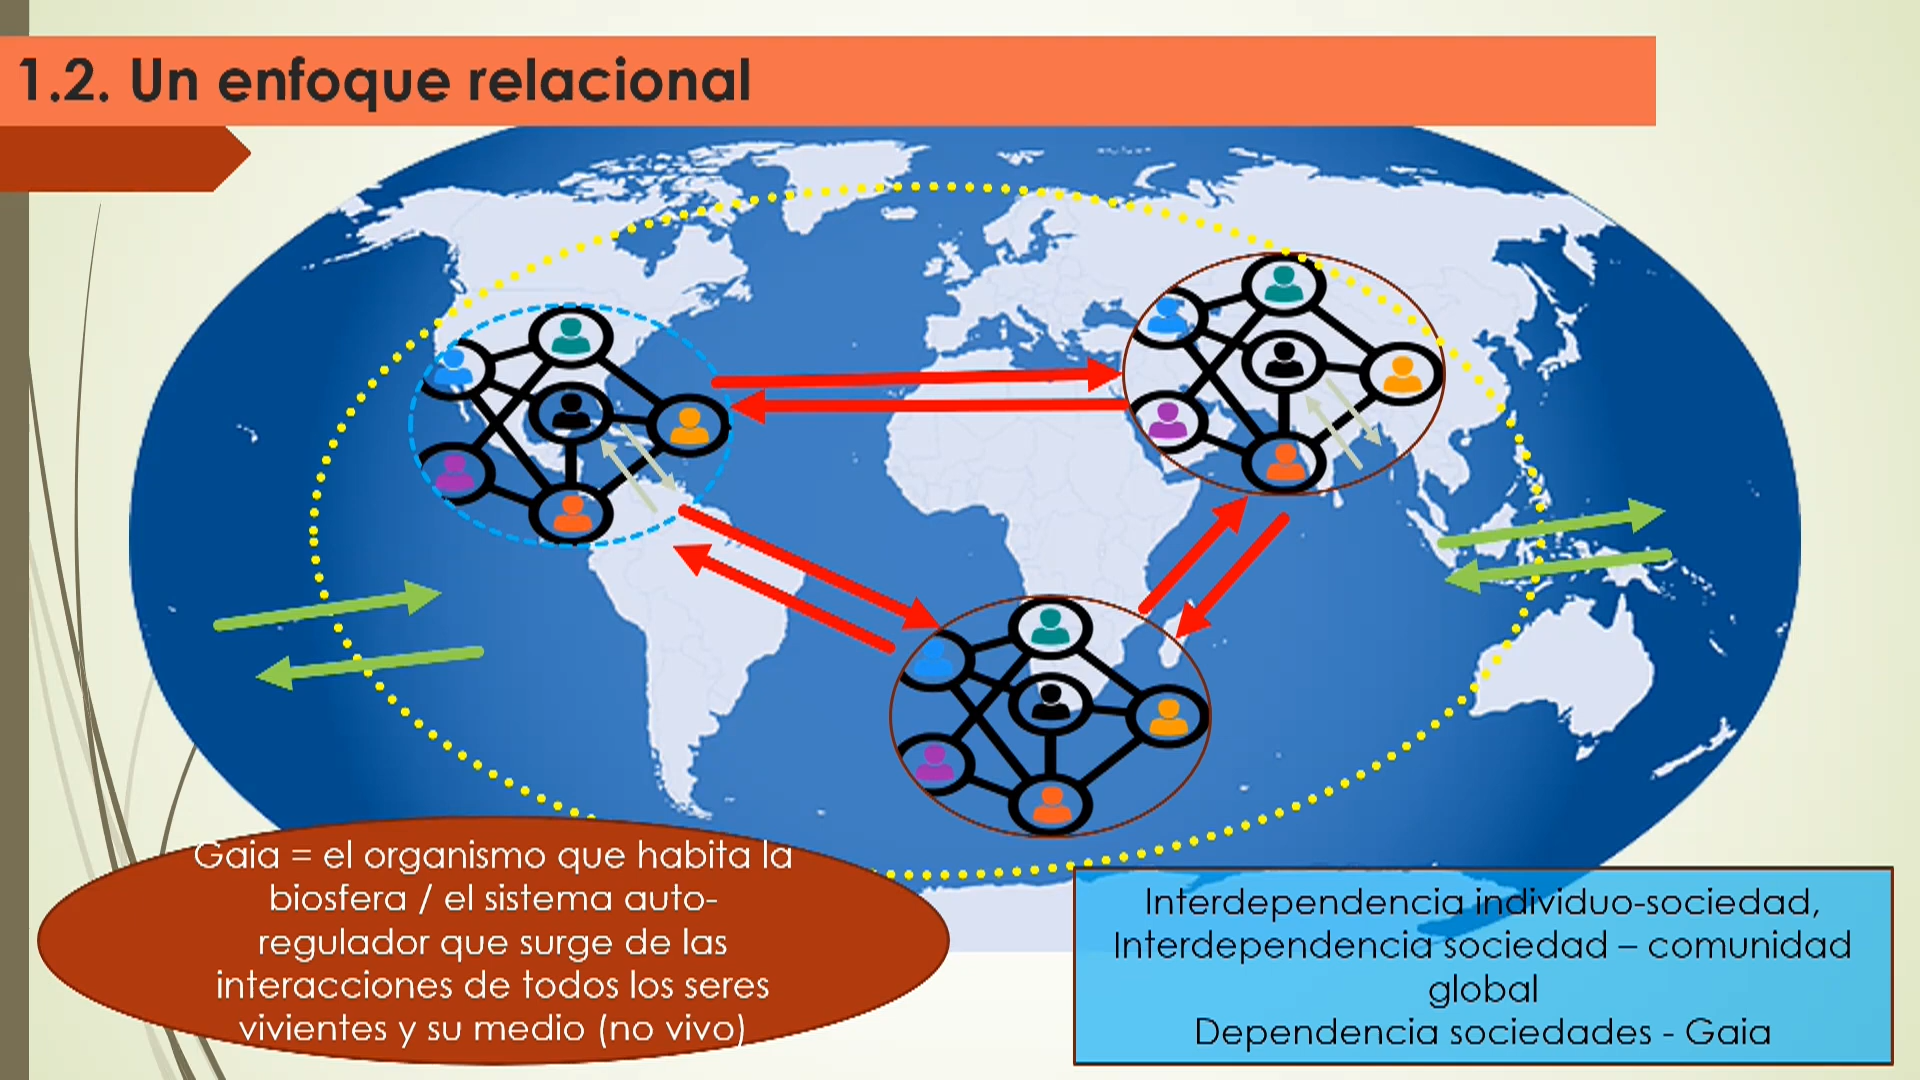 1.2. Un enfoque relacional
Gaia = el organismo que habita la
biosfera / el sistema auto-
regulador que surge de las
interacciones de todos los seres
vivientes y su medio (no vivo)
Interdependencia individuo-sociedad,
Interdependencia sociedad – comunidad
global
Dependencia sociedades - Gaia